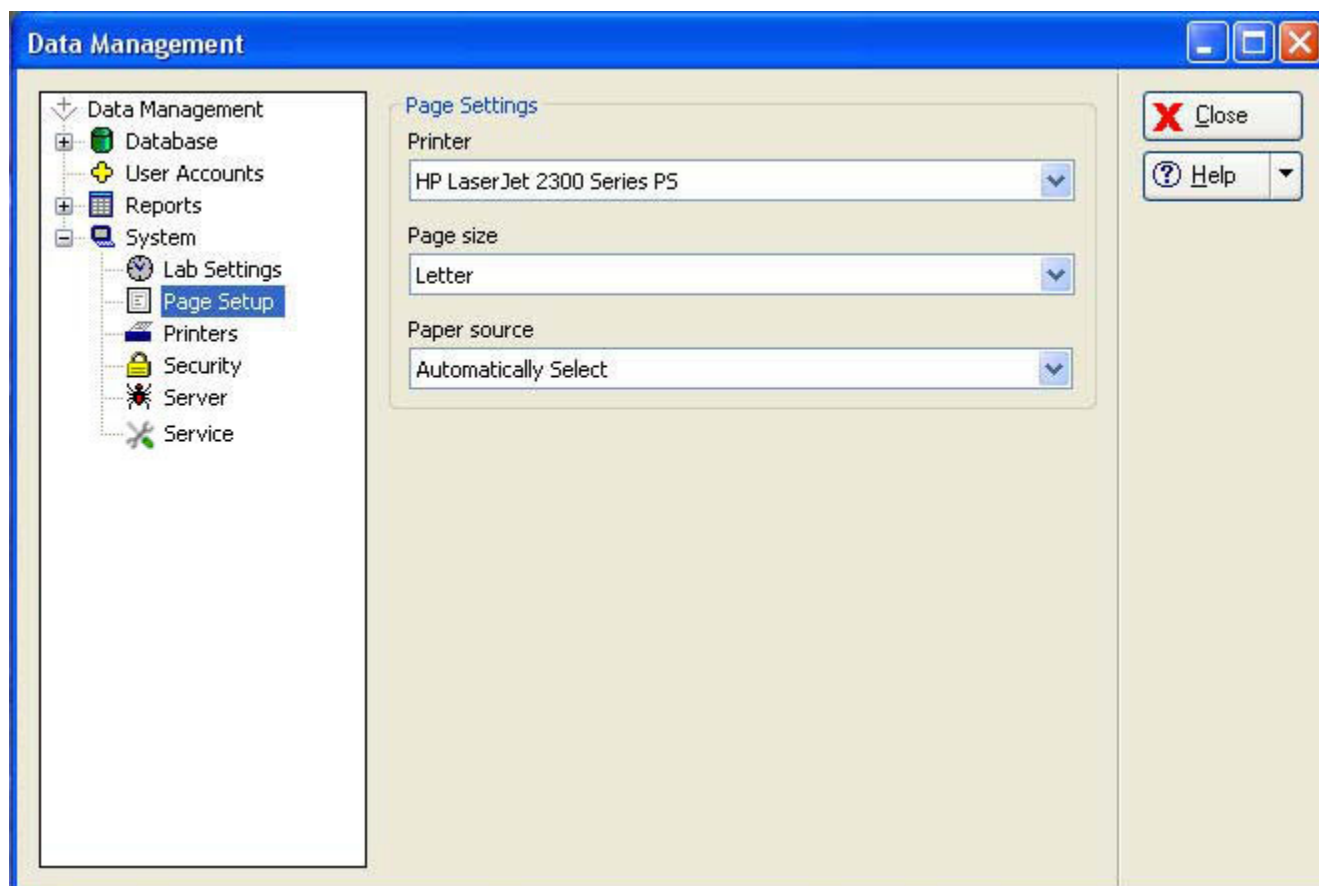 Data Management
Data Management
Database
User Accounts
Reports
System
Lab Settings
Page Setup
Printers
Security
Server
Service
Page Settings
Printer
HP LaserJet 2300 Series PS
Page size
Letter
Paper source
Automatically Select
Close
Help